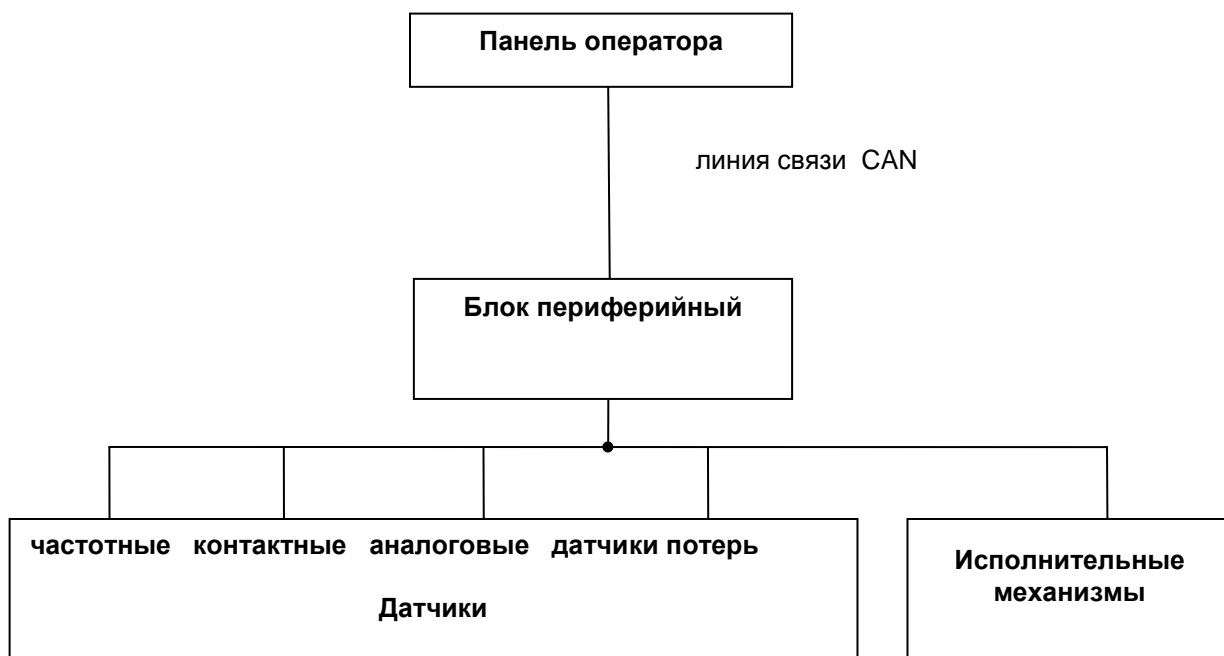 Панель оператора
линия связи CAN
Блок периферийный
частотные контактные аналоговые датчики потерь
Датчики
Исполнительные
механизмы